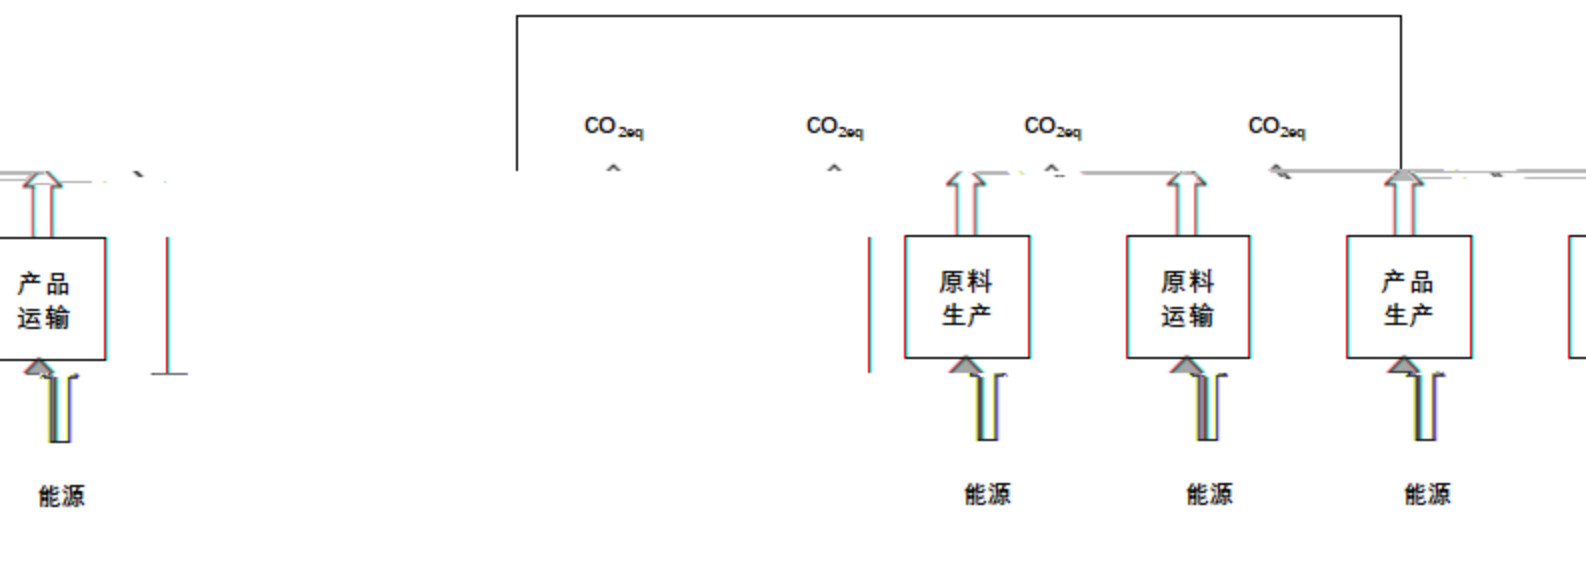 CO2eq CO2eq CO2eq CO2eq
产品 原料 原料 产品
运输 生产 运输 生产
能源 能源 能源 能源